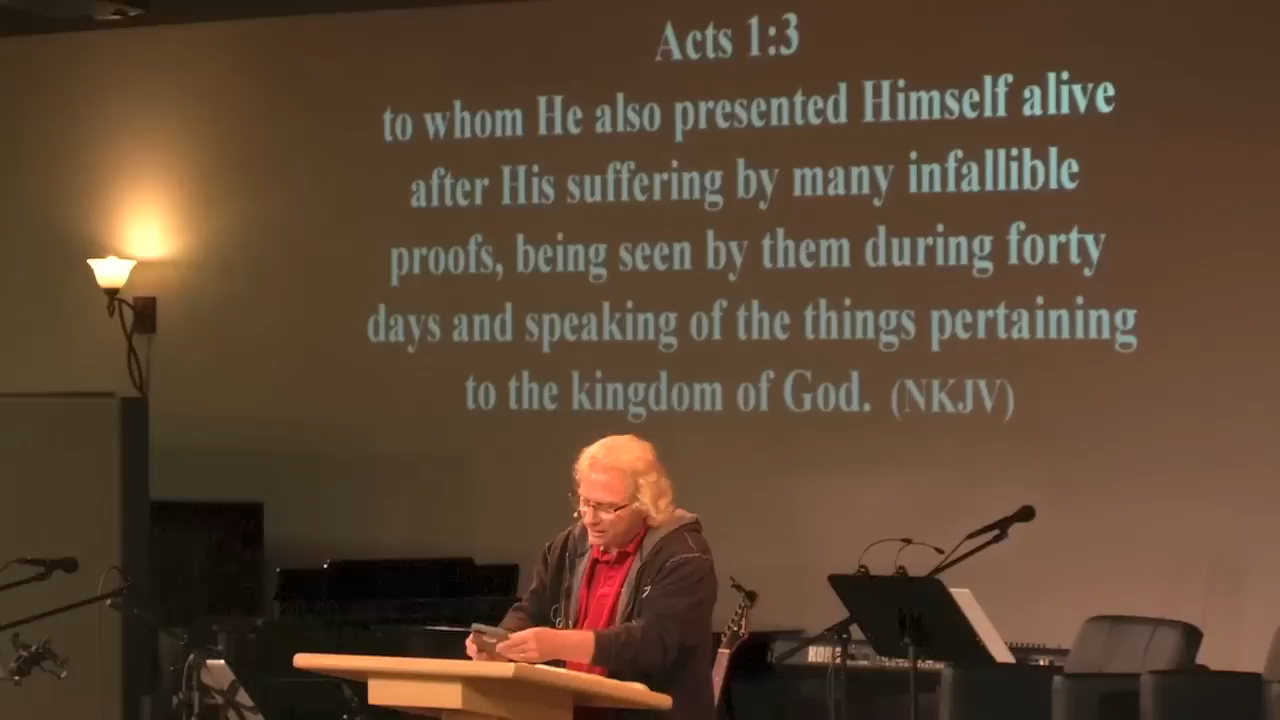 Acts 1:3
to whom He also presented Himself alive
after His suffering by many infallible
proofs, being seen by them during forty
days and speaking of the things pertaining
to the kingdom of God. (NKJV)
KORG